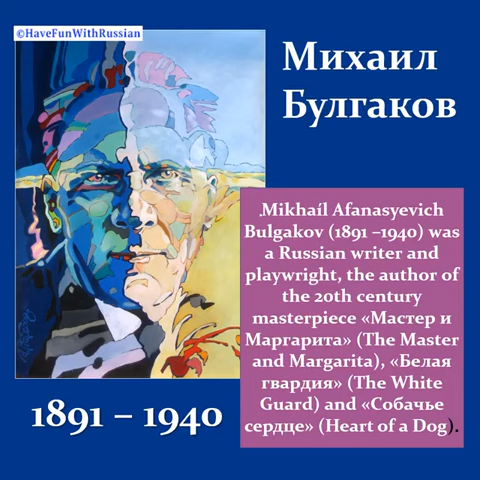 ©HaveFunWithRussian
Михаил
Булгаков
.Mikhaíl Afanasyevich
Bulgakov (1891 –1940) was
a Russian writer and
playwright, the author of
the 20th century
masterpiece «Мастер и
Маргарита» (The Master
and Margarita), «Белая
гвардия» (The White
Guard) and «Собачье
сердце» (Heart of a Dog).
1891 – 1940